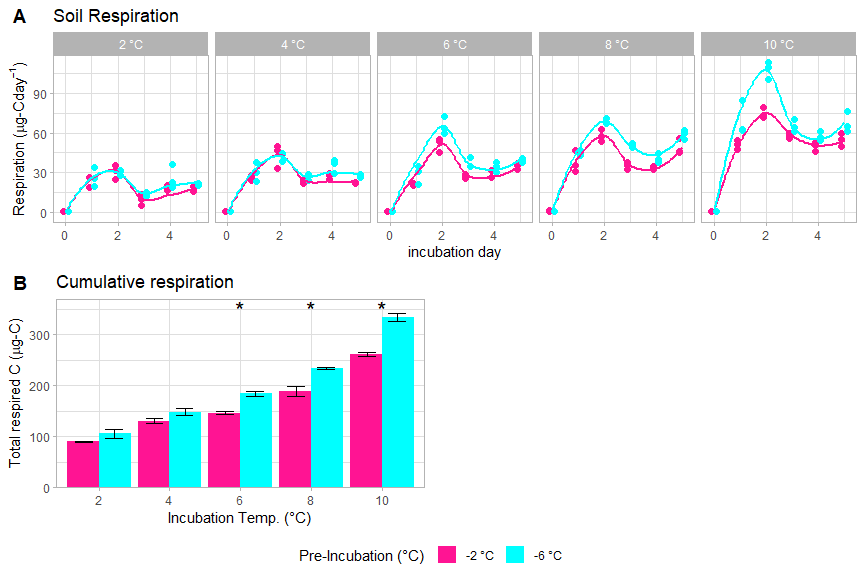 A Soil Respiration
2 °C 4 °C 6 °C 8 °C 10 °C
Respiration (μg-Cday⁻¹)
90
60
30
0
0 2 4 0 2 4 0 2 4 0 2 4 0 2 4
incubation day
B Cumulative respiration
* * *
Total respired C (μg-C)
300
200
100
0
2 4 6 8 10
Incubation Temp. (°C)
Pre-Incubation (°C) -2 °C -6 °C